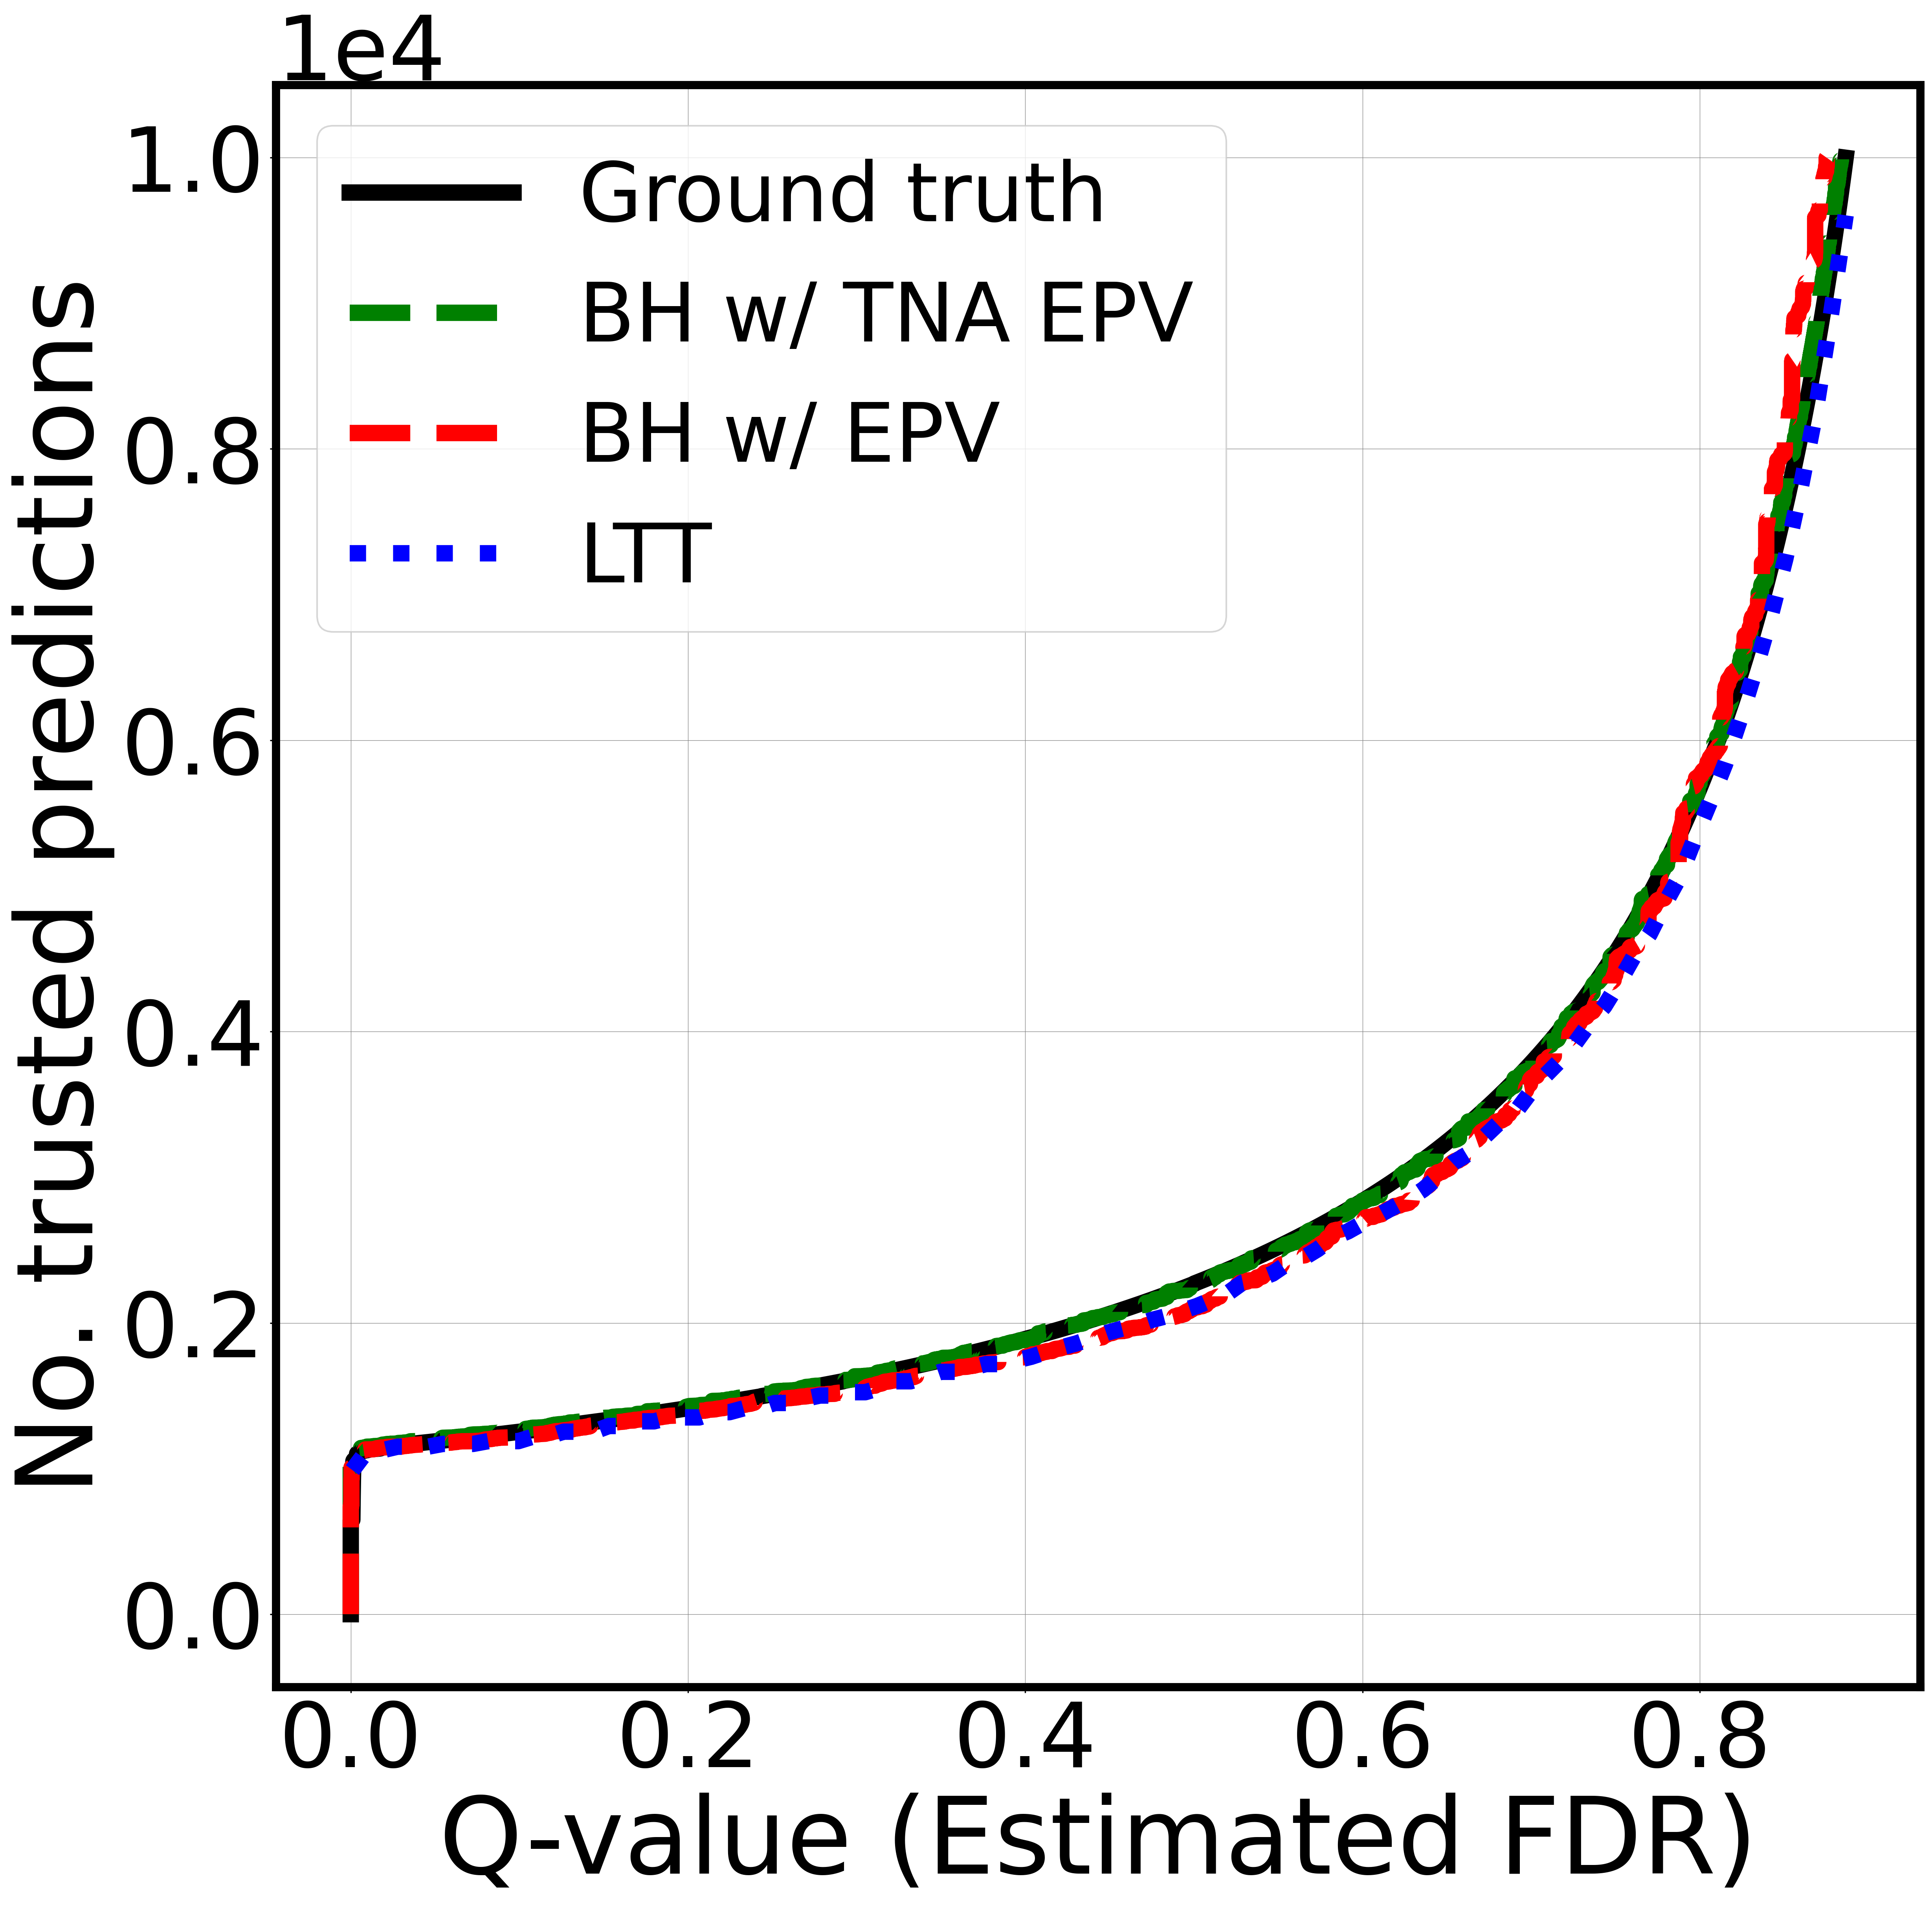 1e4
No. trusted predictions
1.0
0.8
0.6
0.4
0.2
0.0
Ground truth
BH w/ TNA EPV
BH w/ EPV
LTT
0.0 0.2 0.4 0.6 0.8
Q-value (Estimated FDR)